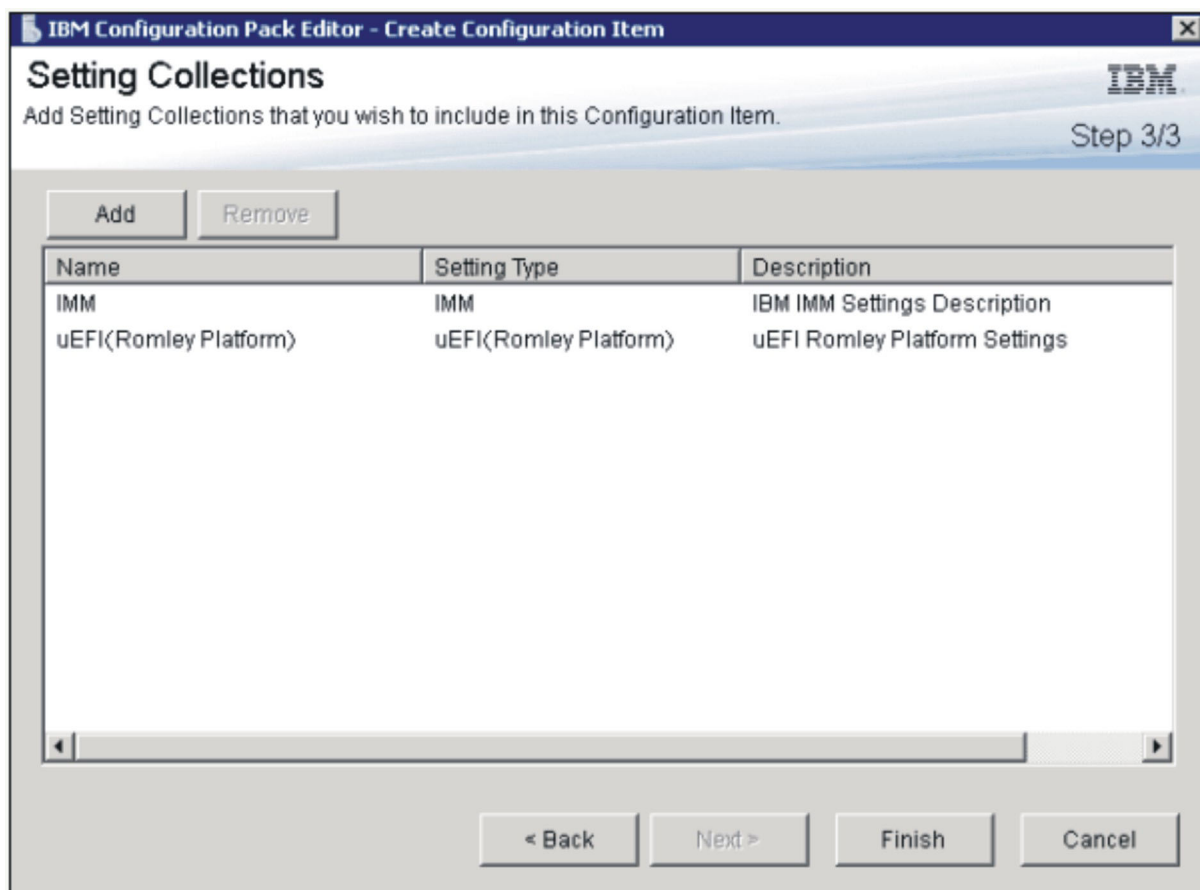 IBM Configuration Pack Editor - Create Configuration Item
Setting Collections
IBM
Add Setting Collections that you wish to include in this Configuration Item.
Step 3/3
Add Remove
Name Setting Type Description
IMM IMM IBM IMM Settings Description
uEFI(Romley Platform) uEFI(Romley Platform) uEFI Romley Platform Settings
< Back Next > Finish Cancel